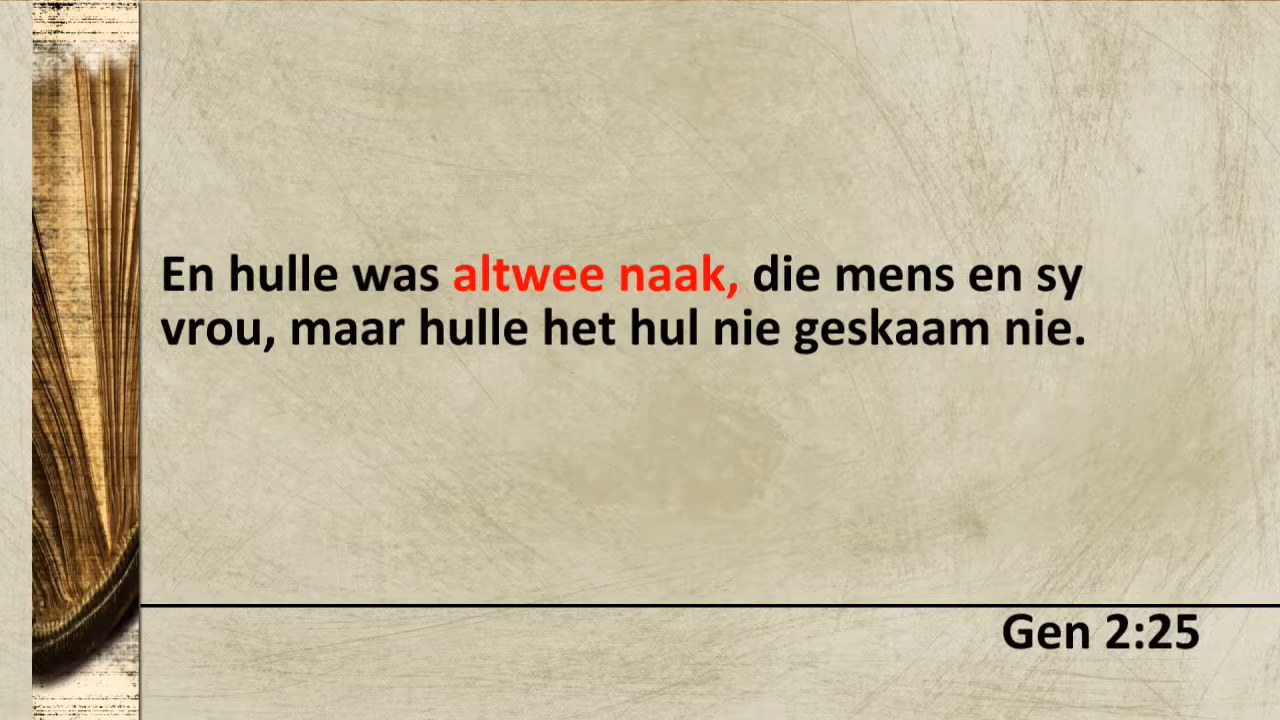 En hulle was altwee naak, die mens en sy
vrou, maar hulle het hul nie geskaam nie.
Gen 2:25